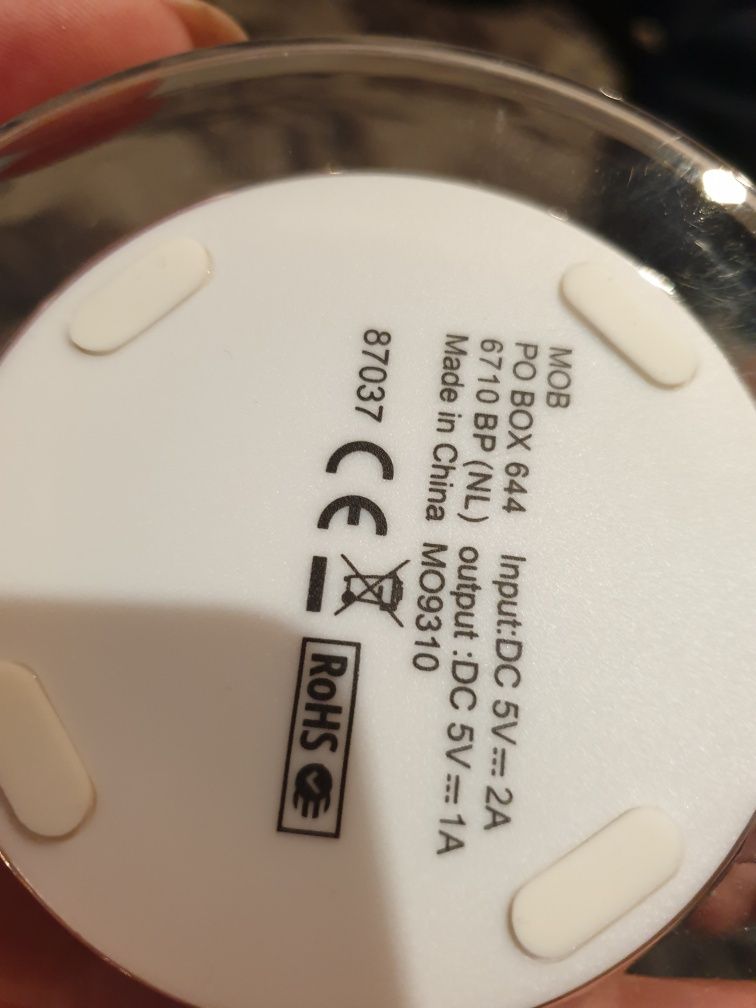 MOB
PO BOX 644 Input:DC 5V⎓ 2A
6710 BP (NL) output :DC 5V⎓ 1A
Made in China MO9310
87037 CE
RoHS